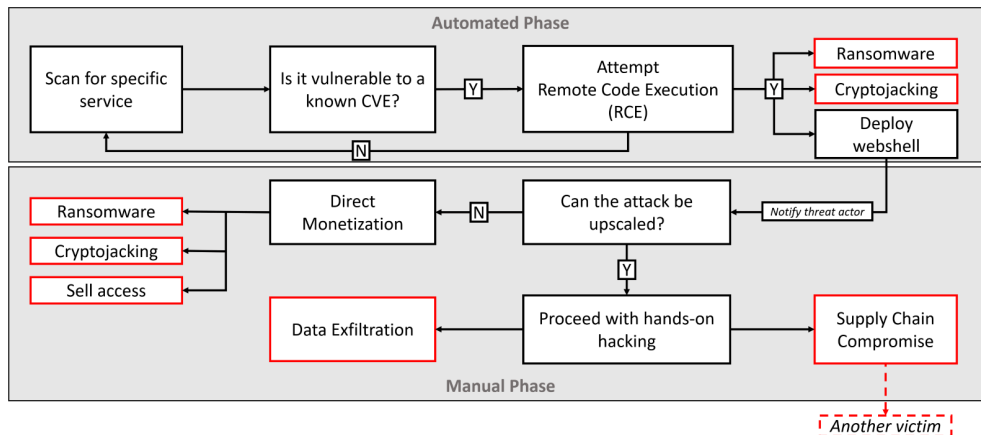 Automated Phase
Scan for specific
service
Is it vulnerable to a
known CVE?
Y
Attempt
Remote Code Execution
(RCE)
Y
Ransomware
Cryptojacking
Deploy
webshell
N
Ransomware
Cryptojacking
Sell access
Direct
Monetization
N
Can the attack be
upscaled?
Notify threat actor
Y
Data Exfiltration
Proceed with hands-on
hacking
Supply Chain
Compromise
Manual Phase
Another victim